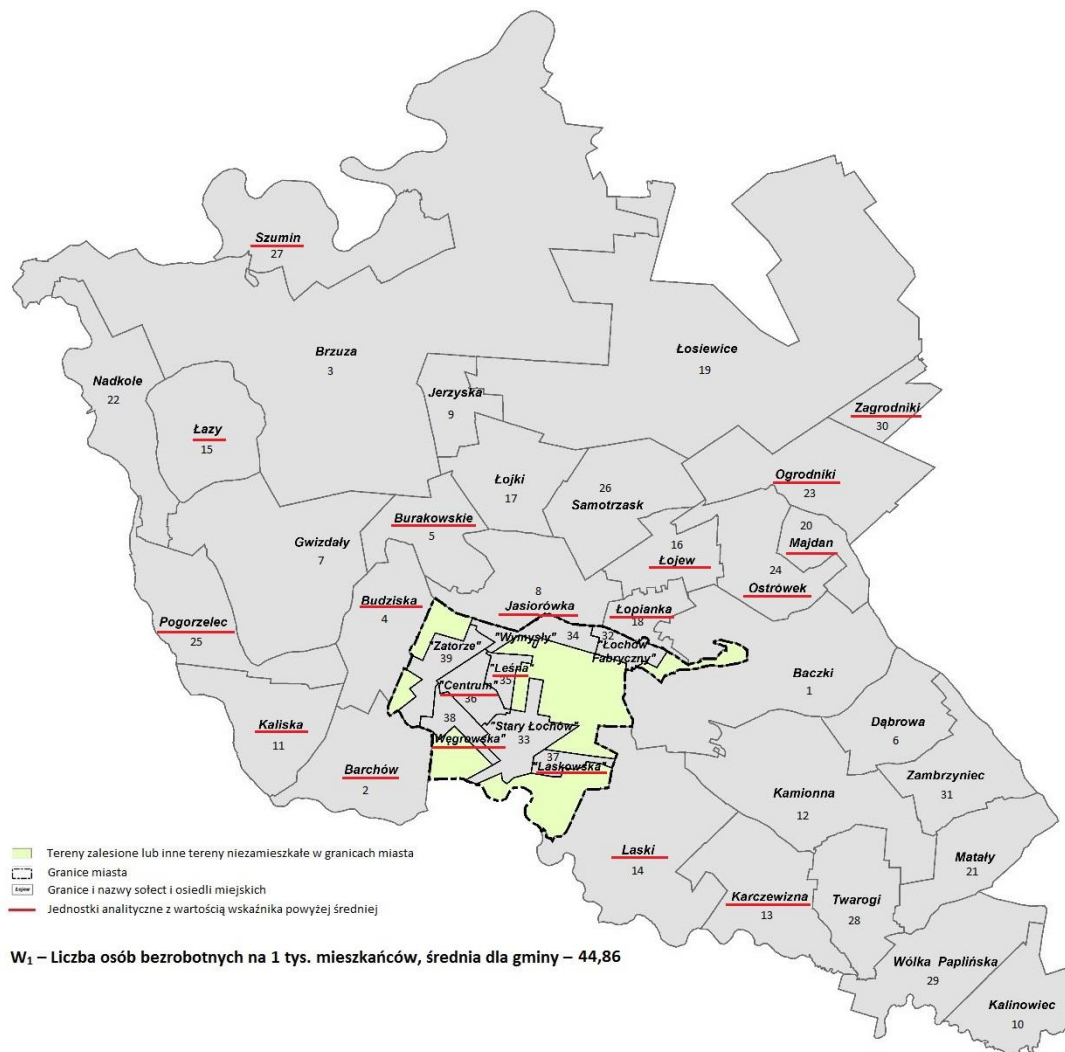 Szumin
27
Brzuza
3
Łosiewice
19
Nadkole
22
Jerzyska
9
Łazy
15
Zagrodniki
30
Łojki
17
26
Samotrzask
Ogrodniki
23
Burakowskie
5
Gwizdały
7
16
Łojew
20
Majdan
24
Ostrówek
8
Jasiorówka
Budziska
4
Łopianka
18
Pogorzelec
25
"Zatorze"
39
"Wymysły"
34
32
"Łochów
Fabryczny"
"Leśna"
35
"Centrum"
36
Baczki
1
38
"Węgrowska"
"Stary Łochów"
33
Dąbrowa
6
Kaliska
11
37
"Laskowska"
Barchów
2
Zambrzyniec
31
Kamionna
12
Laski
14
Matały
21
Karczewizna
13
Twarogi
28
Wólka Paplińska
29
Kalinowiec
10
Tereny zalesione lub inne tereny niezamieszkałe w granicach miasta
Granice miasta
Granice i nazwy sołect i osiedli miejskich
Jednostki analityczne z wartością wskaźnika powyżej średniej
W₁ – Liczba osób bezrobotnych na 1 tys. mieszkańców, średnia dla gminy – 44,86